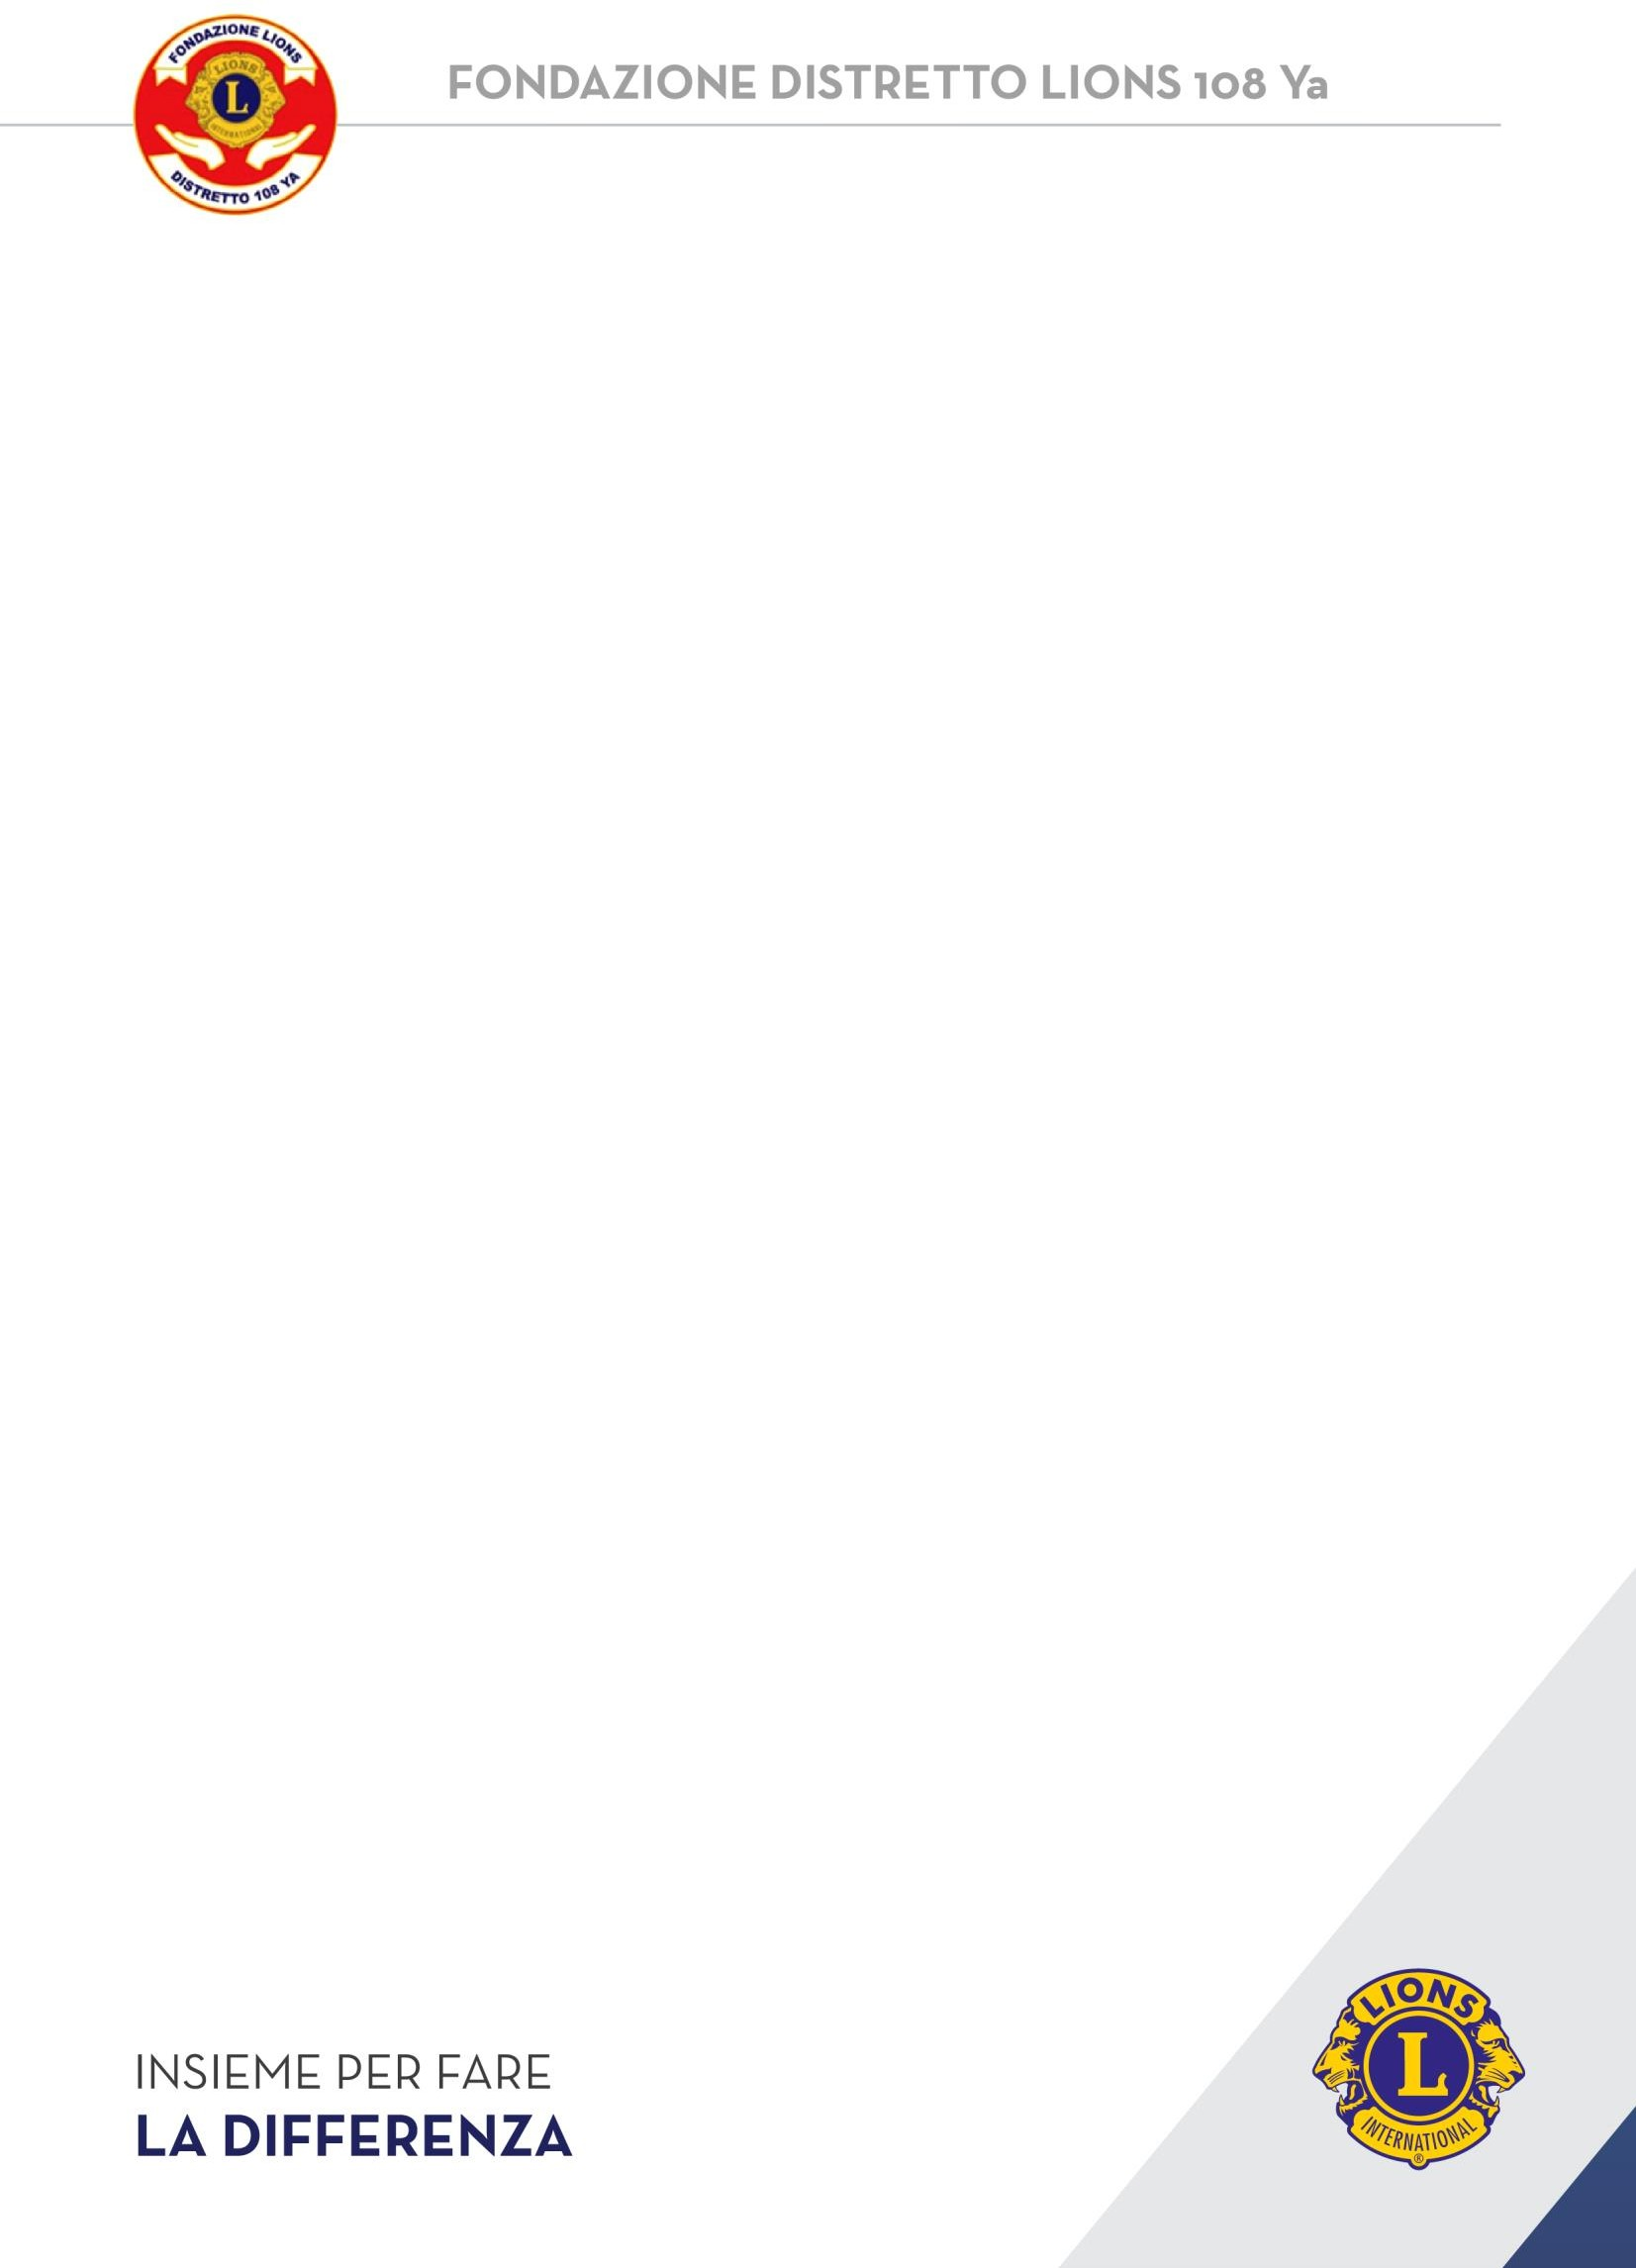 FONDAZIONE LIONS
LIONS
L
INTERNATIONAL
DISTRETTO 108 YA
FONDAZIONE DISTRETTO LIONS 108 Ya
INSIEME PER FARE
LA DIFFERENZA
LIONS
L
INTERNATIONAL
®